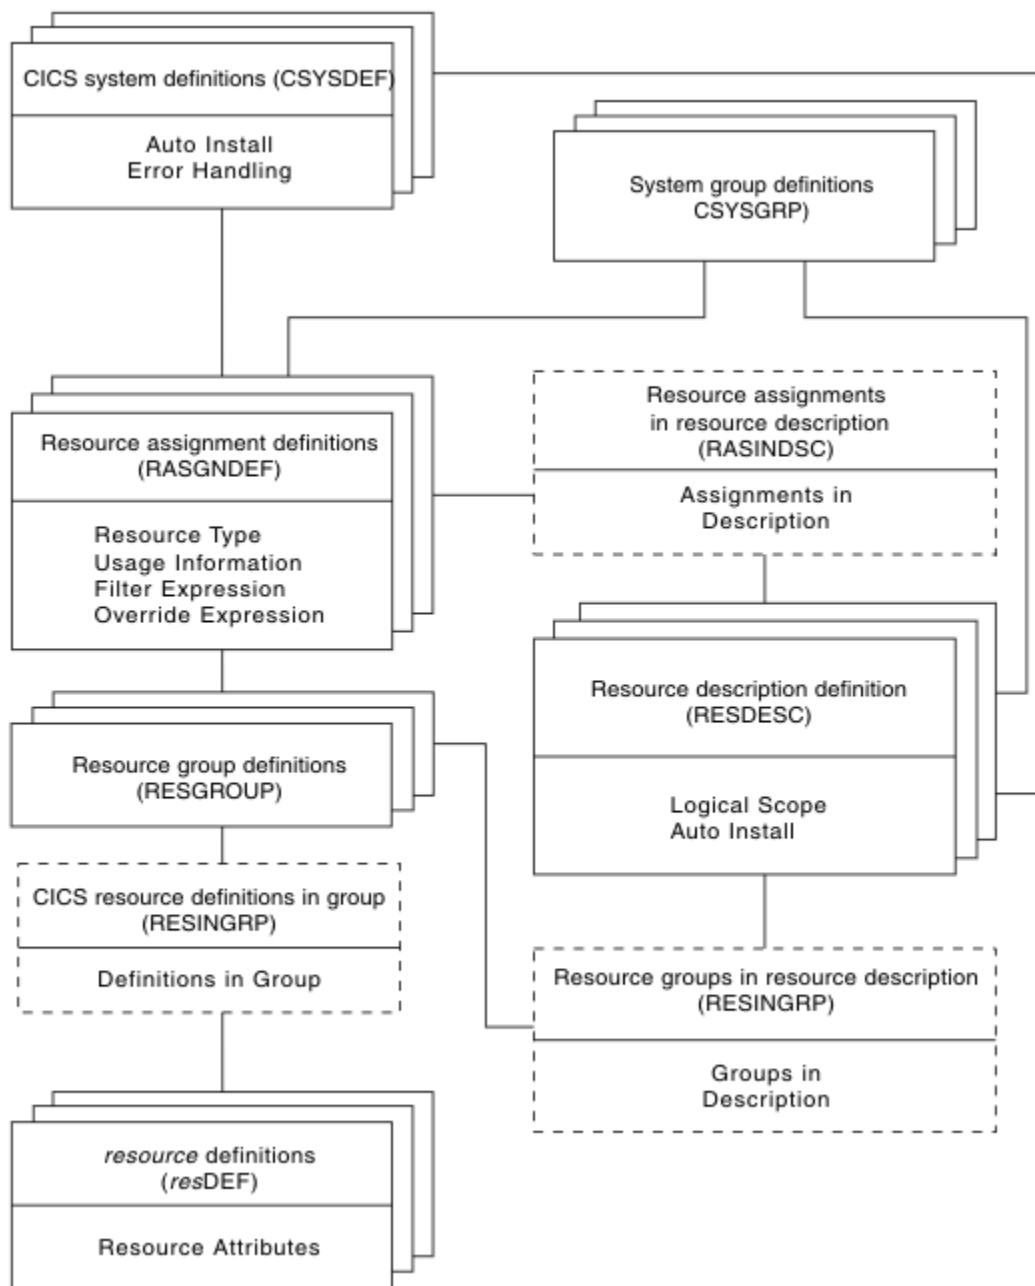 CICS system definitions (CSYSDEF)
Auto Install
Error Handling
System group definitions
CSYSGRP)
Resource assignment definitions
(RASGNDEF)
Resource Type
Usage Information
Filter Expression
Override Expression
Resource assignments
in resource description
(RASINDSC)
Assignments in
Description
Resource description definition
(RESDESC)
Logical Scope
Auto Install
Resource group definitions
(RESGROUP)
CICS resource definitions in group
(RESINGRP)
Definitions in Group
Resource groups in resource description
(RESINGRP)
Groups in
Description
resource definitions
(resDEF)
Resource Attributes